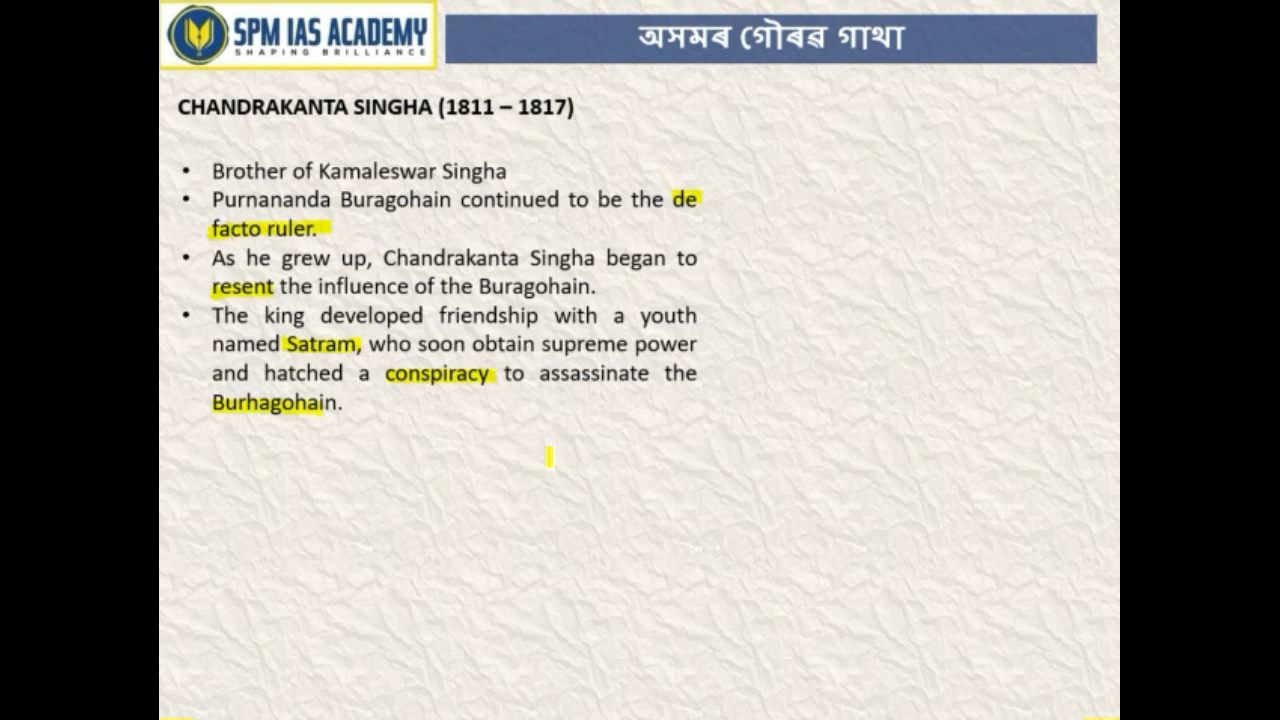 SPM IAS ACADEMY
SHAPING BRILLIANCE
অসমৰ গৌৰৱ গাথা
CHANDRAKANTA SINGHA (1811 – 1817)
• Brother of Kamaleswar Singha
• Purnananda Buragohain continued to be the de
facto ruler.
• As he grew up, Chandrakanta Singha began to
resent the influence of the Buragohain.
• The king developed friendship with a youth
named Satram, who soon obtain supreme power
and hatched a conspiracy to assassinate the
Burhagohain.